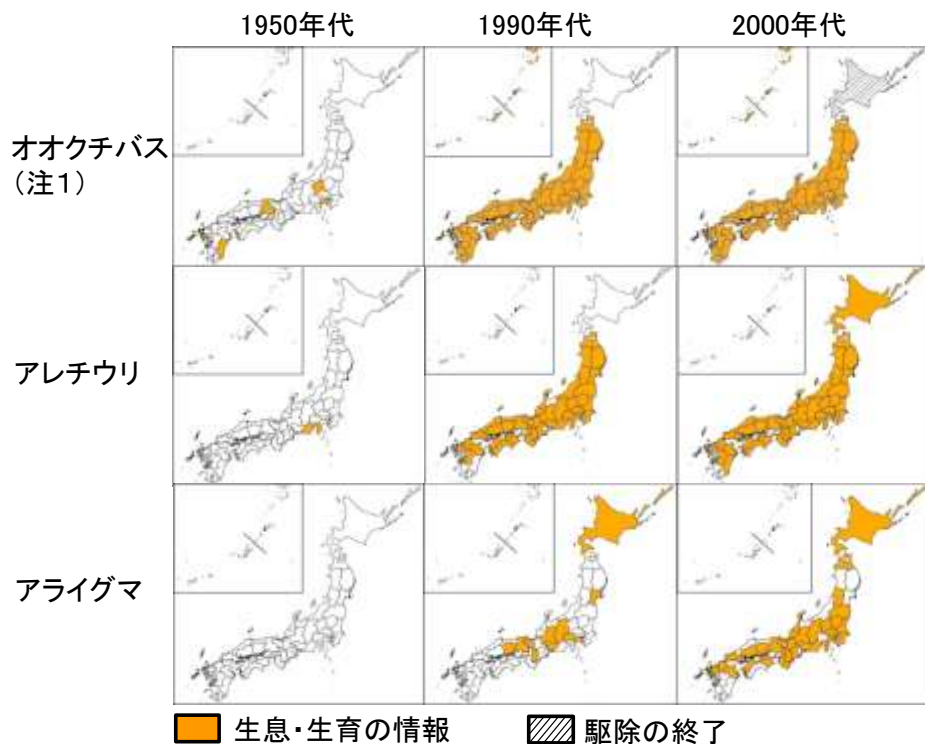 1950年代
1990年代
2000年代
オオクチバス
（注１）
アレチウリ
アライグマ
生息・生育の情報
駆除の終了